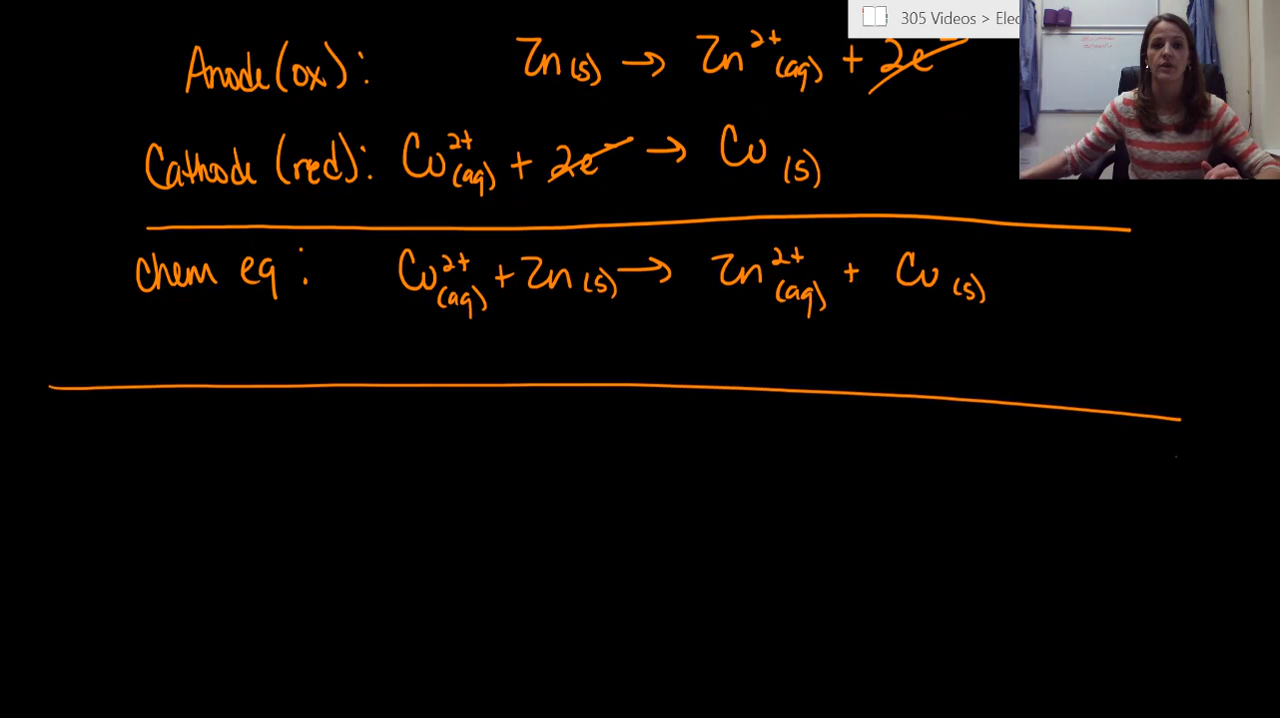 305 Videos > Elec
Anode (ox): Zn (s) → Zn²⁺ (aq) + 2e⁻
Cathode (red): Cu²⁺ (aq) + 2e⁻ → Cu (s)
Chem eq: Cu²⁺ (aq) + Zn (s) → Zn²⁺ (aq) + Cu (s)